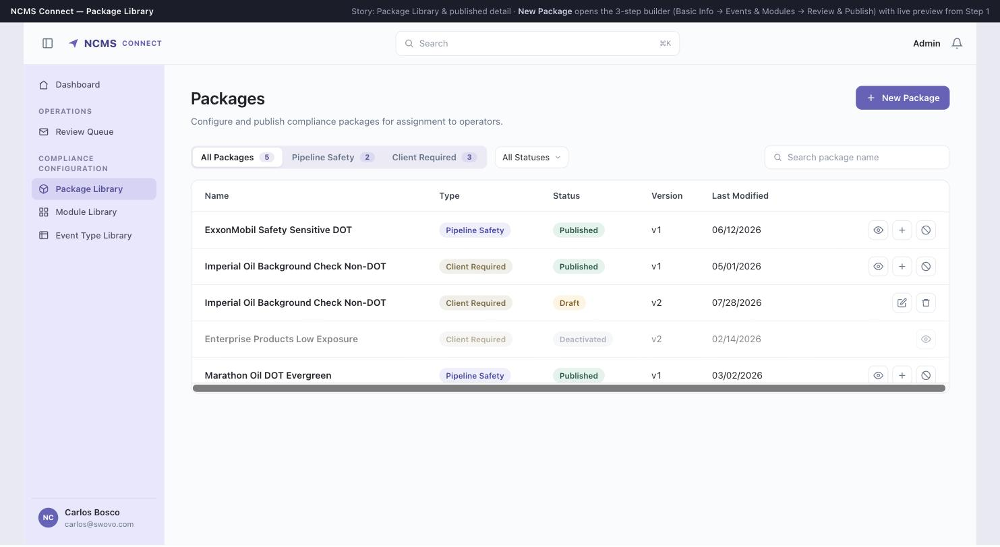 NCMS Connect — Package Library
Story: Package Library & published detail · New Package opens the 3-step builder (Basic Info → Events & Modules → Review & Publish) with live preview from Step 1
NCMS CONNECT
Search
⌘K
Admin
Dashboard
OPERATIONS
Review Queue
COMPLIANCE
CONFIGURATION
Package Library
Module Library
Event Type Library
NC
Carlos Bosco
carlos@swovo.com
Packages
New Package
Configure and publish compliance packages for assignment to operators.
All Packages 5 Pipeline Safety 2 Client Required 3 All Statuses
Search package name
Name Type Status Version Last Modified
ExxonMobil Safety Sensitive DOT Pipeline Safety Published v1 06/12/2026
Imperial Oil Background Check Non-DOT Client Required Published v1 05/01/2026
Imperial Oil Background Check Non-DOT Client Required Draft v2 07/28/2026
Enterprise Products Low Exposure Client Required Deactivated v2 02/14/2026
Marathon Oil DOT Evergreen Pipeline Safety Published v1 03/02/2026